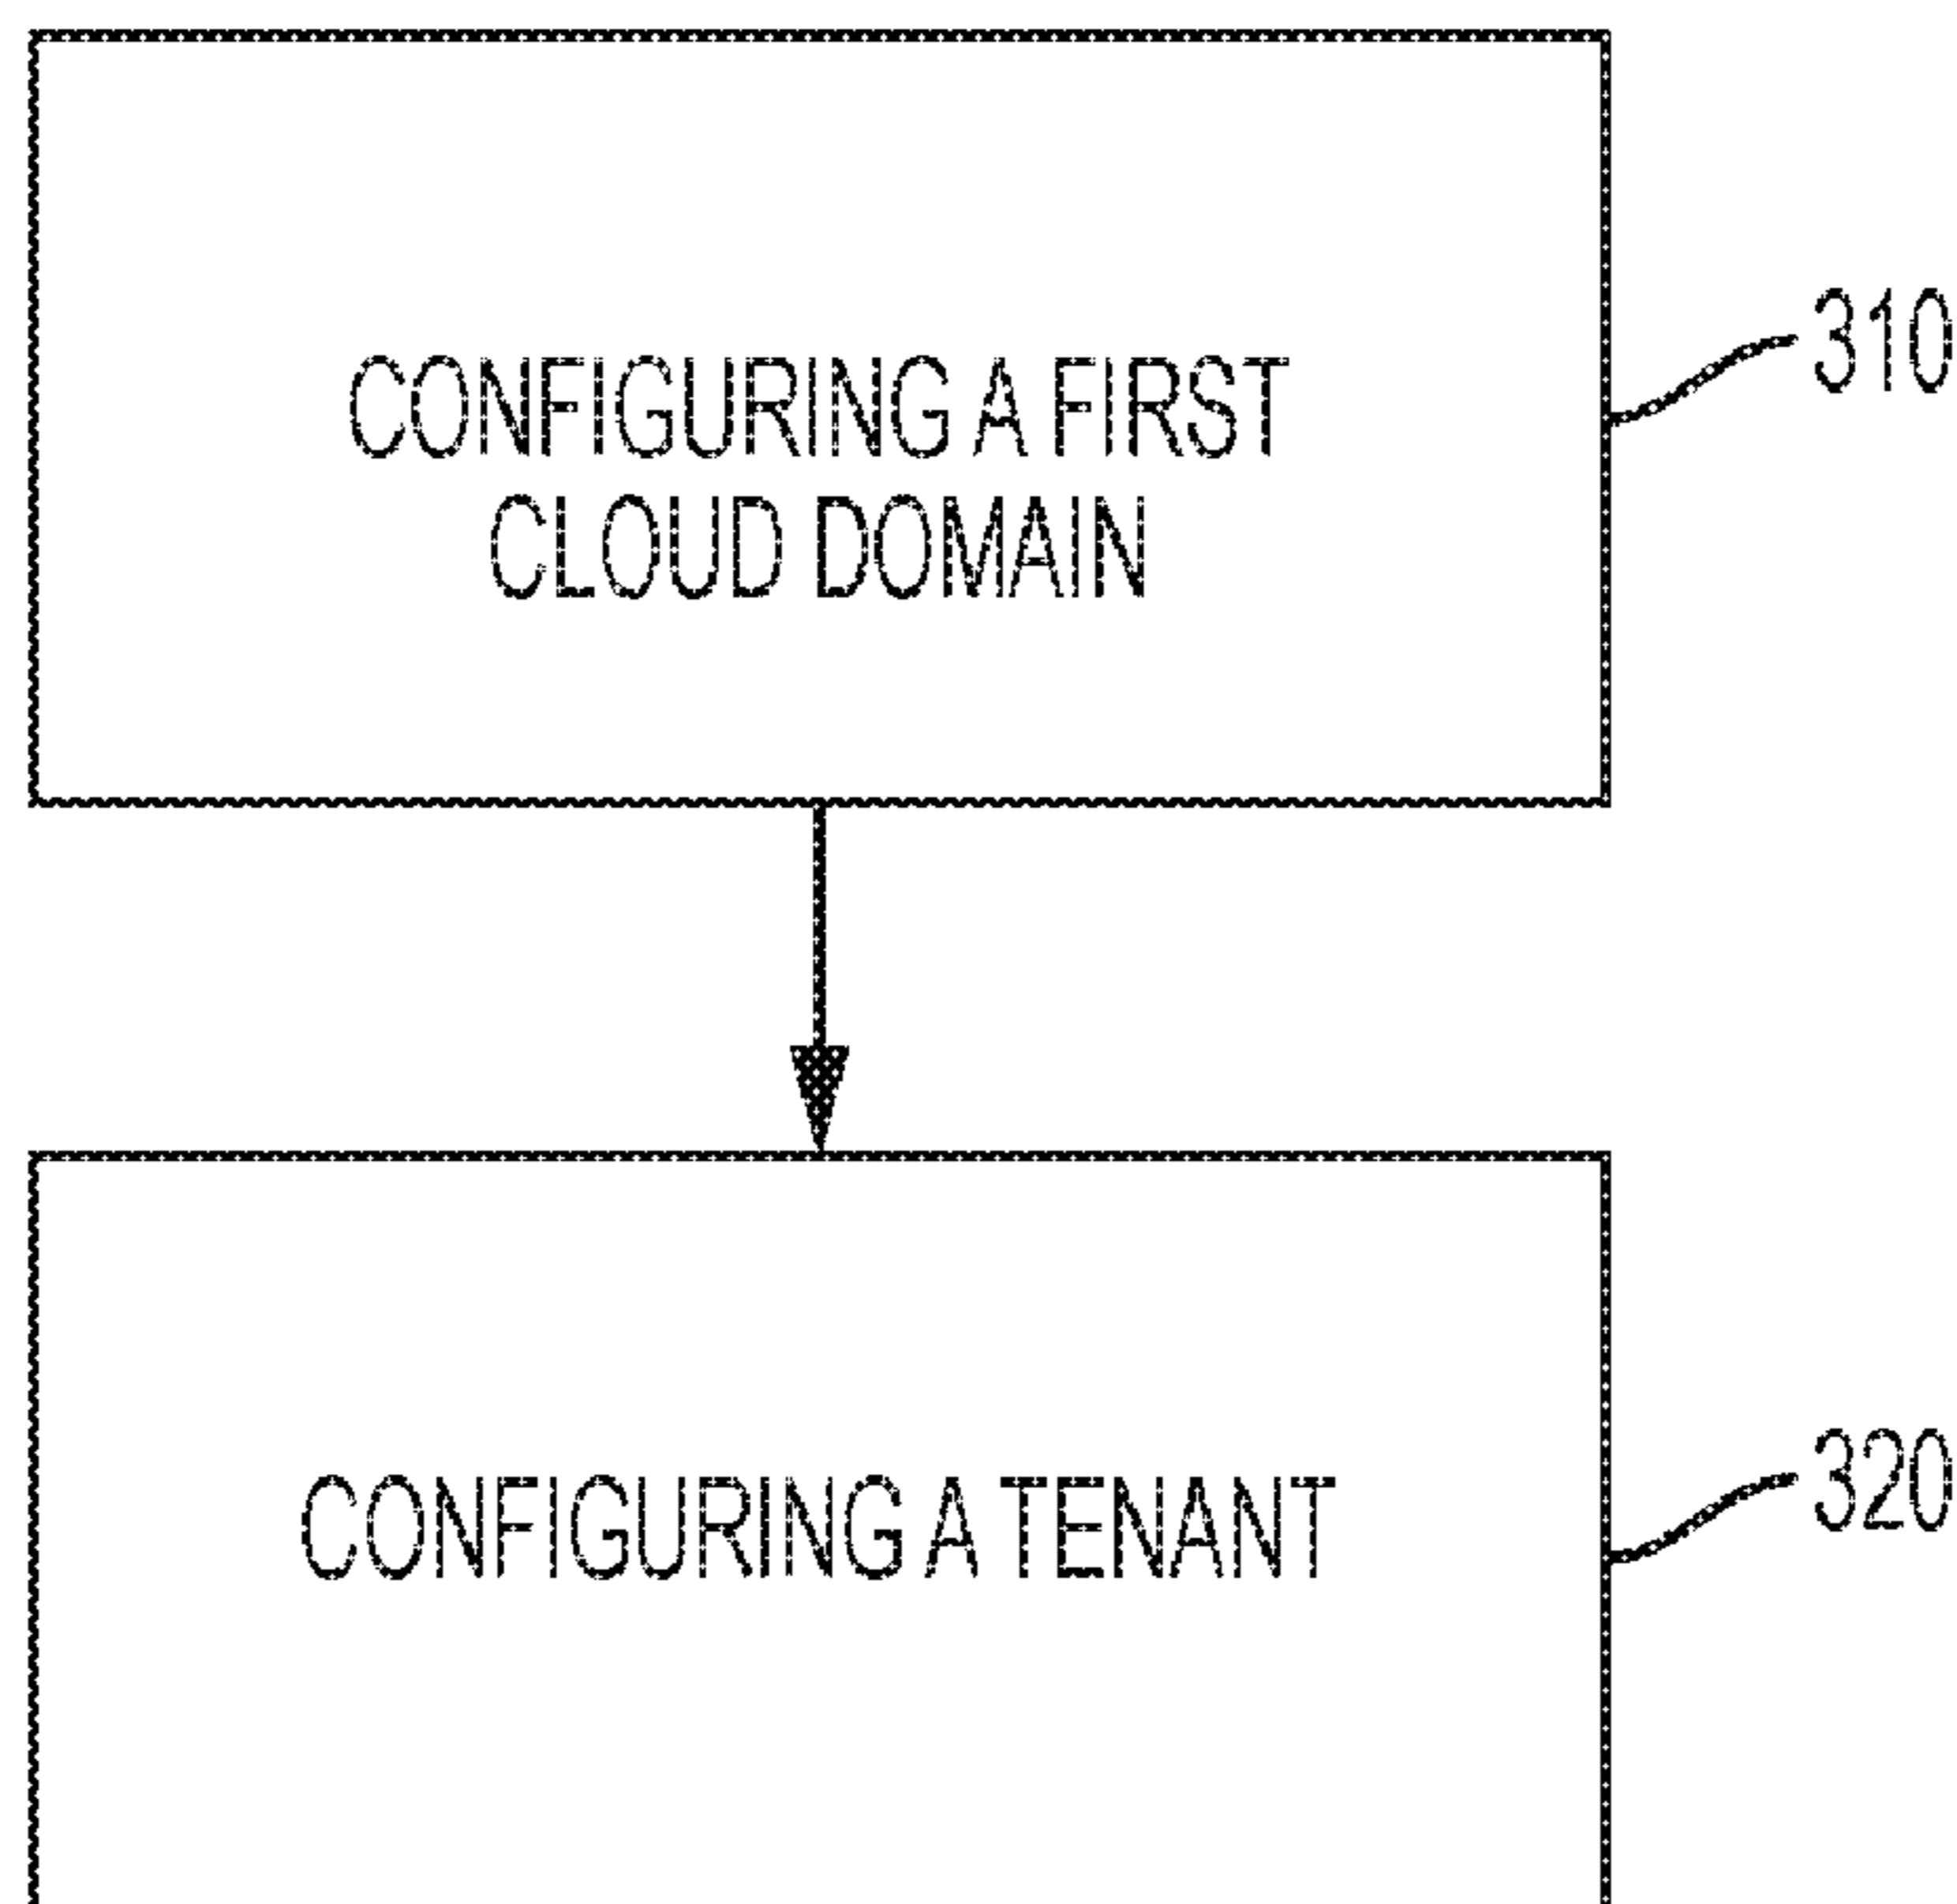 CONFIGURING A FIRST
CLOUD DOMAIN
310
CONFIGURING A TENANT
320